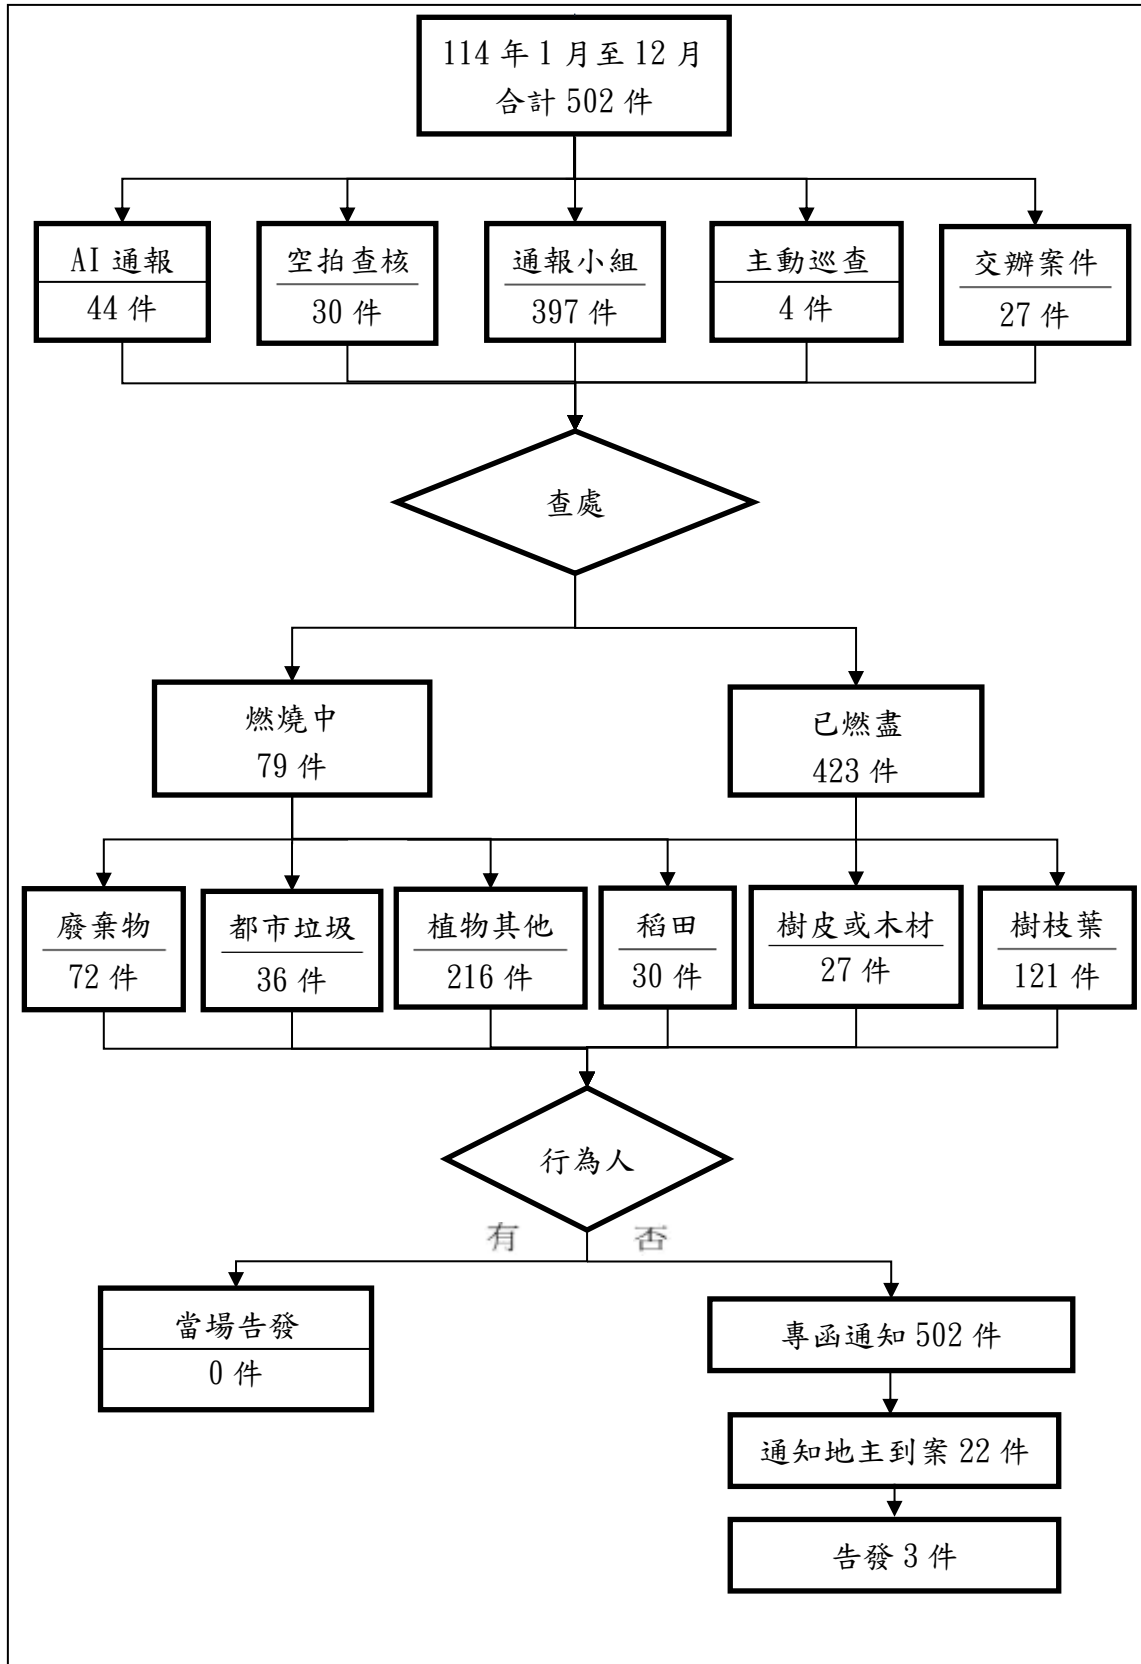 114 年 1 月至 12 月
合計 502 件
AI 通報
44 件
空拍查核
30 件
通報小組
397 件
主動巡查
4 件
交辦案件
27 件
查處
燃燒中
79 件
已燃盡
423 件
廢棄物
72 件
都市垃圾
36 件
植物其他
216 件
稻田
30 件
樹皮或木材
27 件
樹枝葉
121 件
行為人
有
否
當場告發
0 件
專函通知 502 件
通知地主到案 22 件
告發 3 件